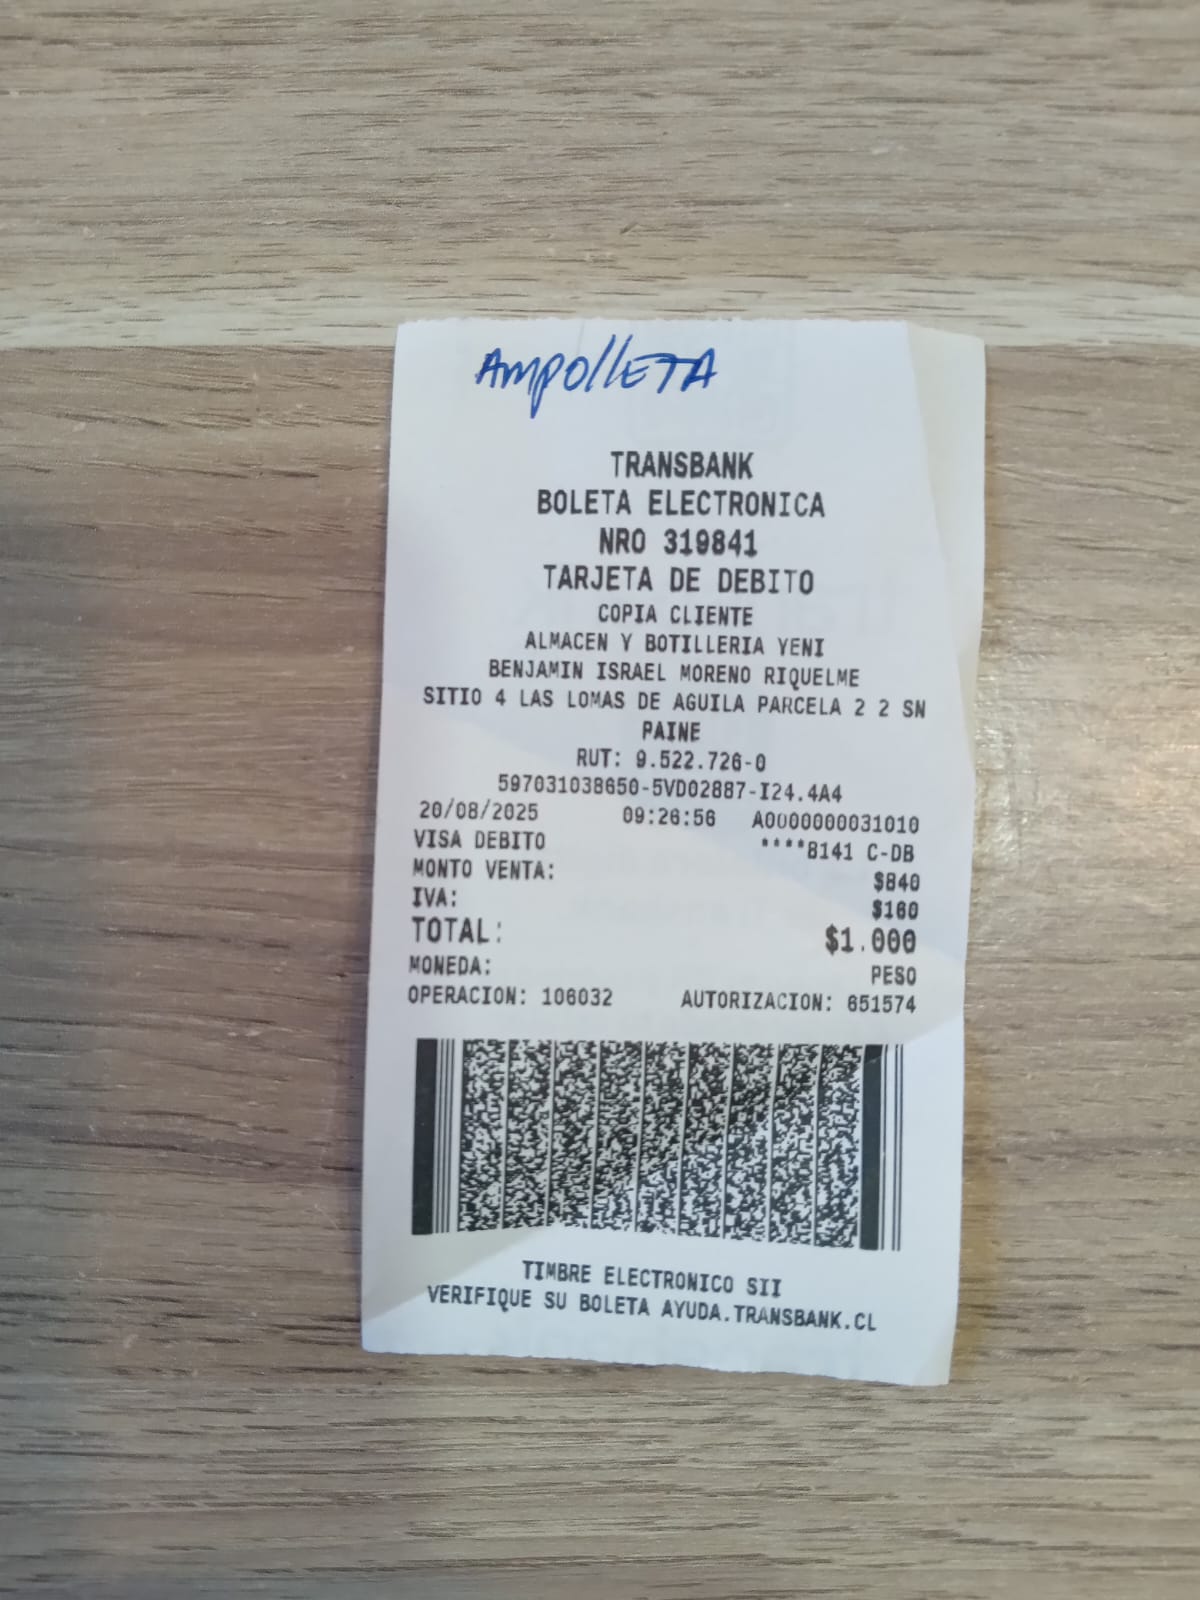 AMPOLLETA
TRANSBANK
BOLETA ELECTRONICA
NRO 319841
TARJETA DE DEBITO
COPIA CLIENTE
ALMACEN Y BOTILLERIA YENI
BENJAMIN ISRAEL MORENO RIQUELME
SITIO 4 LAS LOMAS DE AGUILA PARCELA 2 2 SN
PAINE
RUT: 9.522.726-0
597031038650-5VD02887-I24.4A4
20/08/2025 09:26:56 A0000000031010
VISA DEBITO ****8141 C-DB
MONTO VENTA: $840
IVA: $160
TOTAL: $1.000
MONEDA: PESO
OPERACION: 106032 AUTORIZACION: 651574
TIMBRE ELECTRONICO SII
VERIFIQUE SU BOLETA AYUDA.TRANSBANK.CL